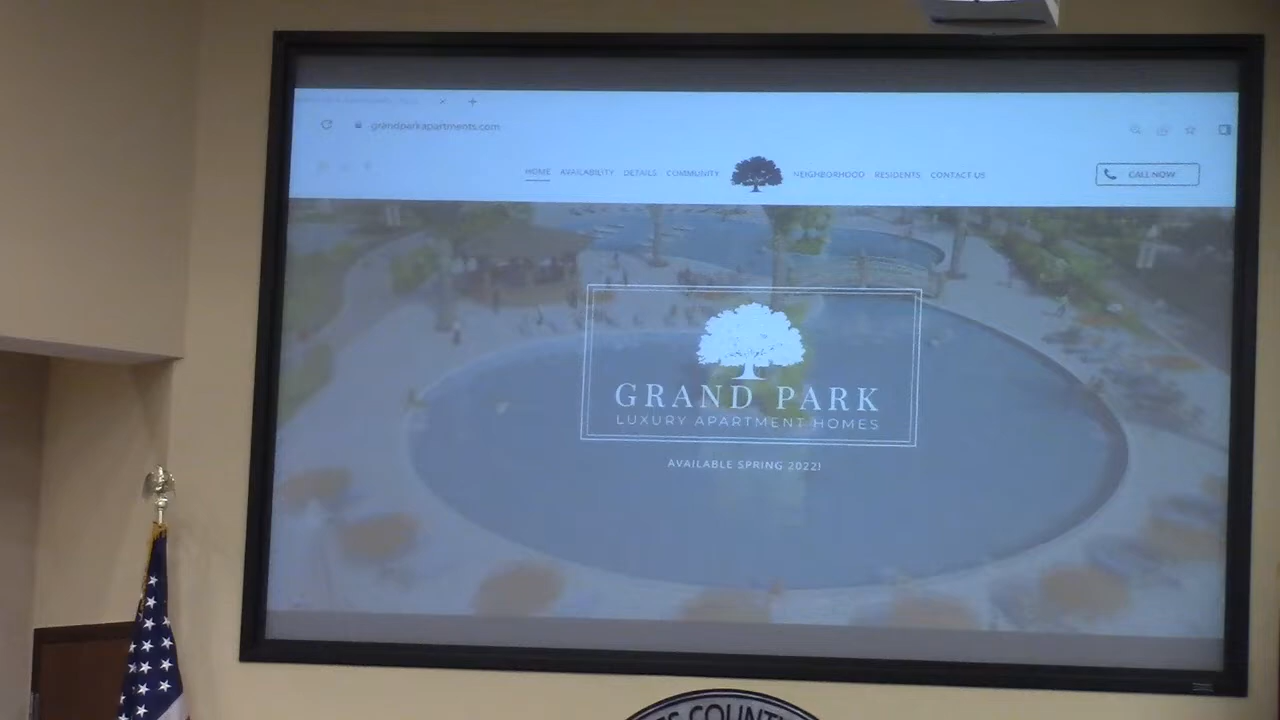 grandparkapartments.com
HOME AVAILABILITY DETAILS COMMUNITY NEIGHBORHOOD RESIDENTS CONTACT US
CALL NOW
GRAND PARK
LUXURY APARTMENT HOMES
AVAILABLE SPRING 2022!
COUNT